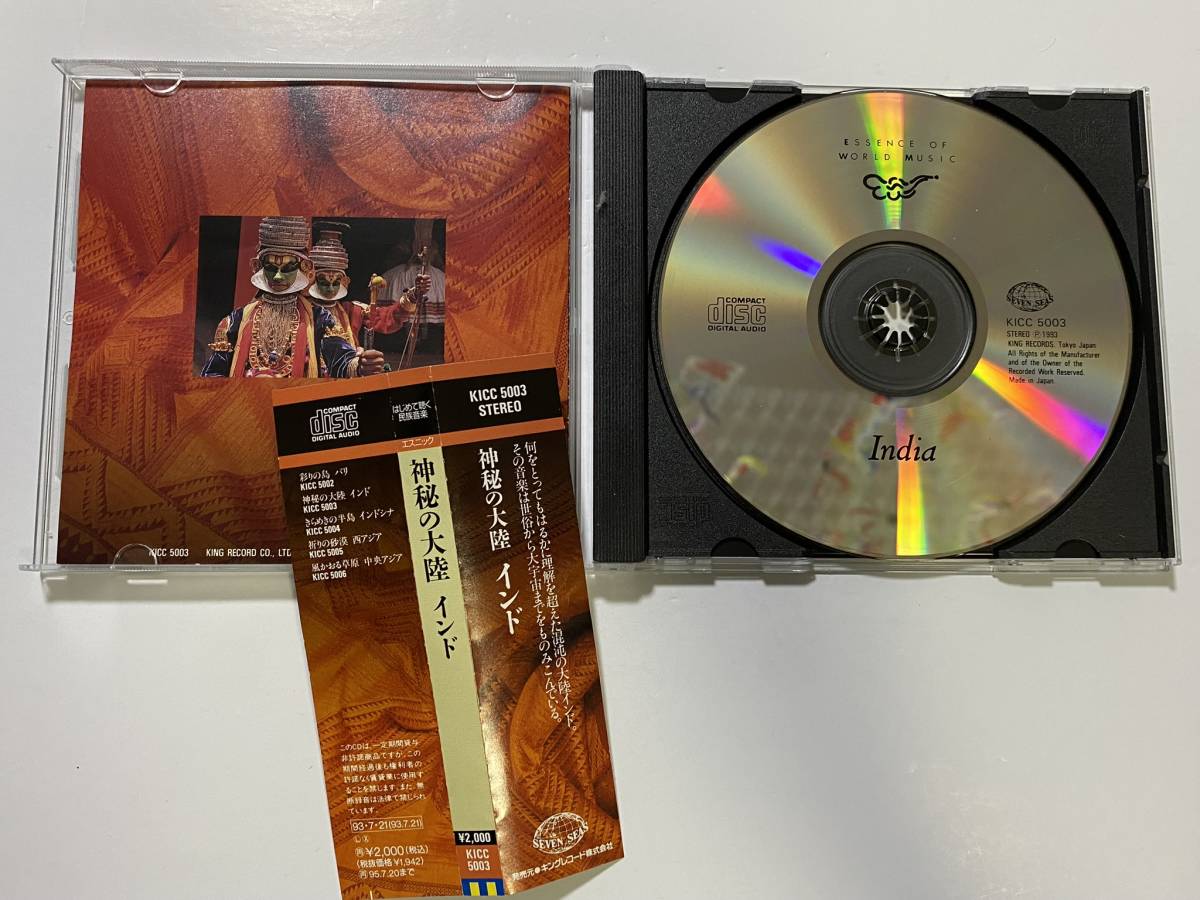 KICC 5003 KING RECORD CO., LTD
COMPACT
disc
DIGITAL AUDIO
彩りの島 バリ
KICC 5002
神秘の大陸 インド
KICC 5003
きらめきの半島 インドシナ
KICC 5004
祈りの砂漠 西アジア
KICC 5005
風かおる草原 中央アジア
KICC 5006
このCDは、一定期間貸与
非許諾商品ですが、この
期間経過後も権利者の
許諾なく賃貸業に使用す
ることを禁じます。また、無
断録音は法律で禁じられ
ています。
93・7・21(93.7.21)
¥2,000(税込)
(税抜価格¥1,942)
95.7.20まで
はじめて聴く
民族音楽
エスニック
神秘の大陸 インド
¥2,000
KICC
5003
KICC 5003
STEREO
何をとってもはるかに理解を超えた混沌の大陸インド。
その音楽は世俗から大宇宙までをものみこんでいる。
神秘の大陸 インド
SEVEN SEAS
発売元●キングレコード株式会社
ESSENCE OF
WORLD MUSIC
COMPACT
disc
DIGITAL AUDIO
SEVEN SEAS
KICC 5003
STEREO Ⓟ 1993
KING RECORDS. Tokyo Japan
All Rights of the Manufacturer
and of the Owner of the
Recorded Work Reserved.
Made in Japan.
India